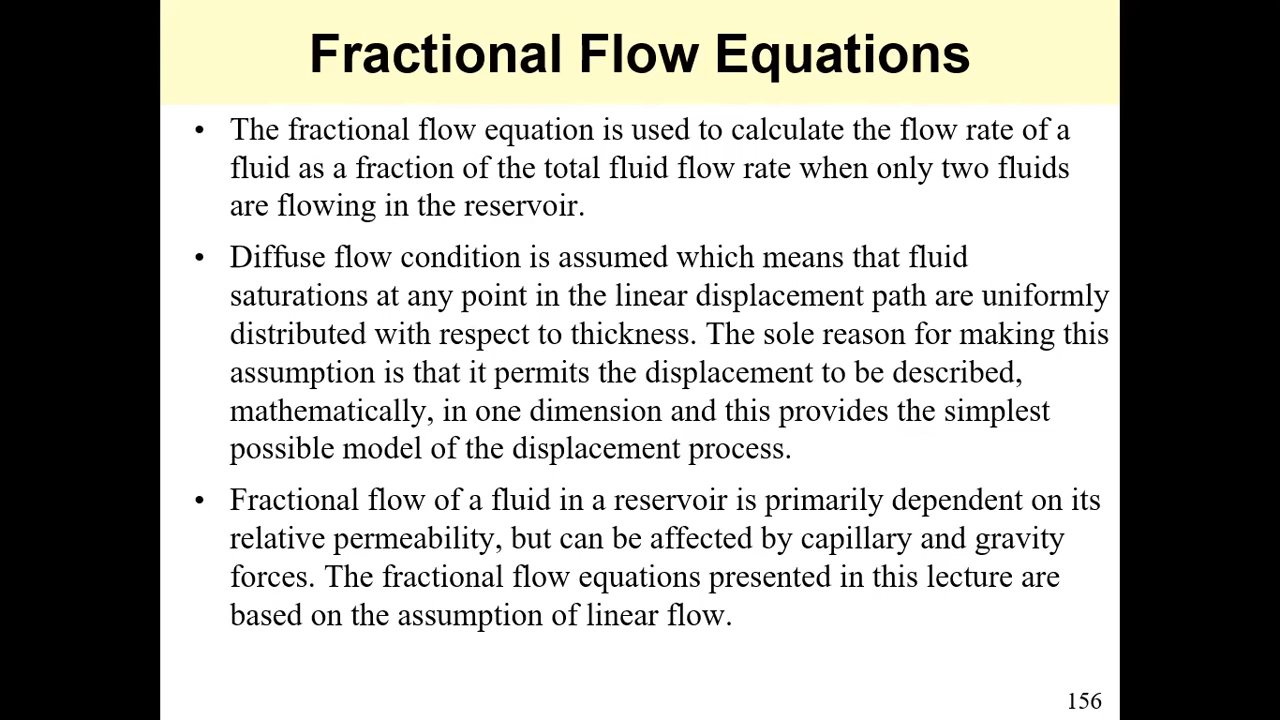 Fractional Flow Equations
• The fractional flow equation is used to calculate the flow rate of a
fluid as a fraction of the total fluid flow rate when only two fluids
are flowing in the reservoir.
• Diffuse flow condition is assumed which means that fluid
saturations at any point in the linear displacement path are uniformly
distributed with respect to thickness. The sole reason for making this
assumption is that it permits the displacement to be described,
mathematically, in one dimension and this provides the simplest
possible model of the displacement process.
• Fractional flow of a fluid in a reservoir is primarily dependent on its
relative permeability, but can be affected by capillary and gravity
forces. The fractional flow equations presented in this lecture are
based on the assumption of linear flow.
156